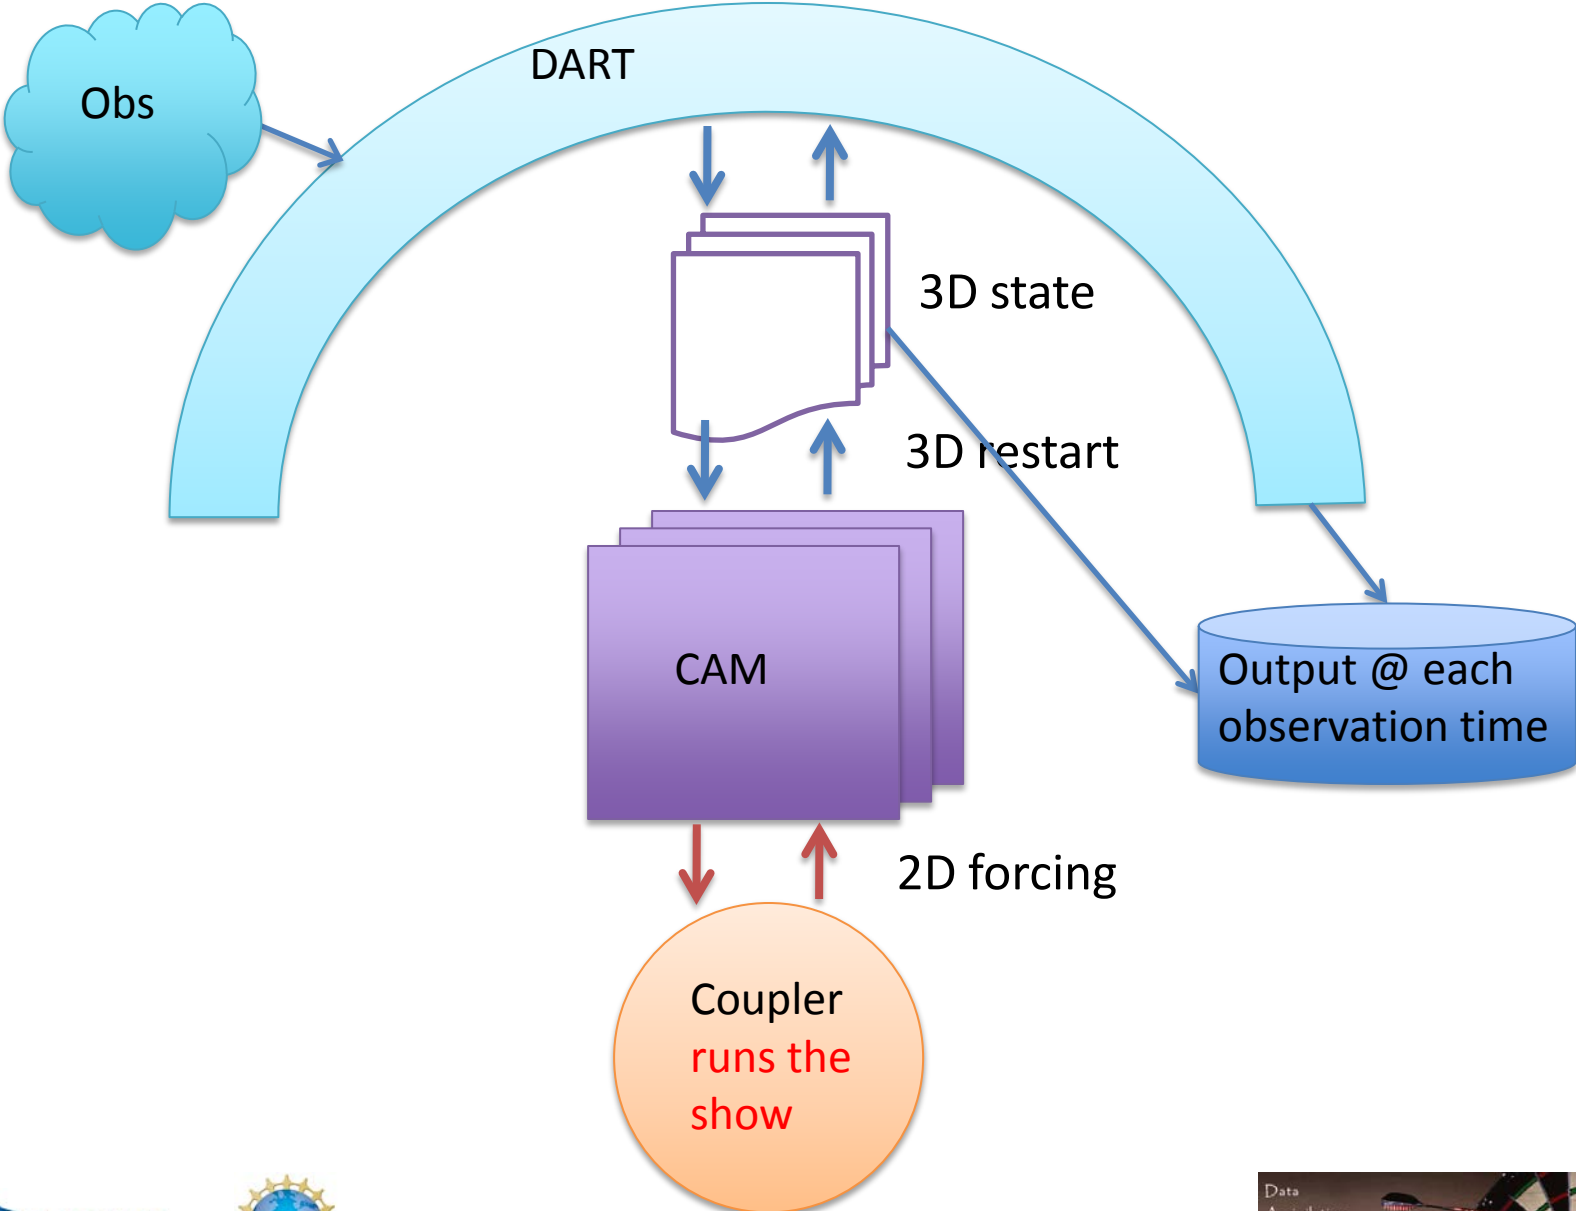 DART
Obs
3D state
3D restart
CAM
Output @ each
observation time
2D forcing
Coupler
runs the
show
Data